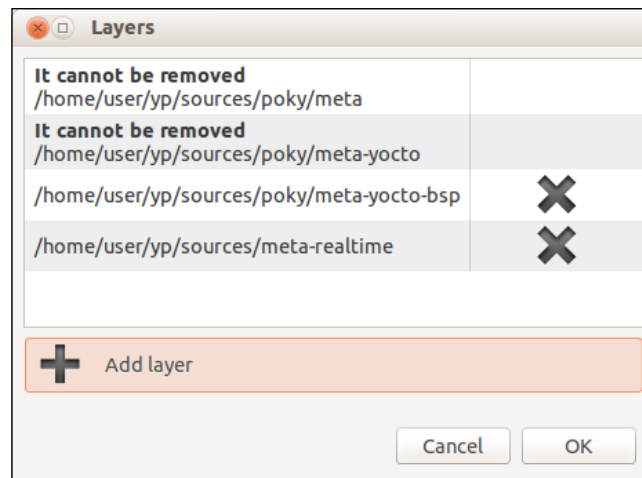 Layers
It cannot be removed
/home/user/yp/sources/poky/meta
It cannot be removed
/home/user/yp/sources/poky/meta-yocto
/home/user/yp/sources/poky/meta-yocto-bsp
/home/user/yp/sources/meta-realtime
Add layer
Cancel
OK